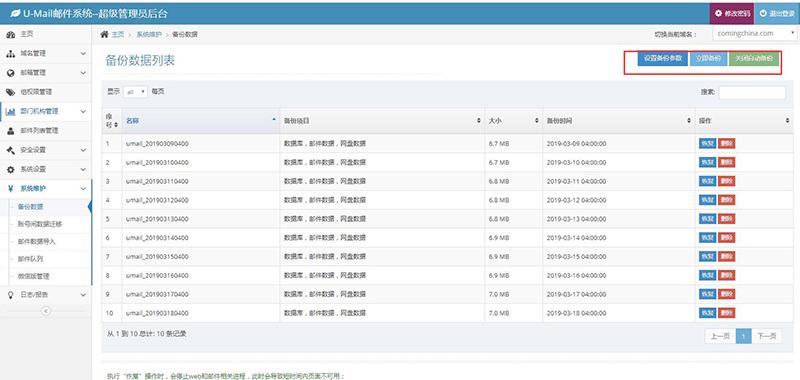 U-Mail邮件系统--超级管理员后台
修改密码
退出登录
主页
域名管理
邮箱管理
组权限管理
部门机构管理
邮件列表管理
安全设置
系统设置
系统维护
备份数据
账号间数据迁移
邮件数据导入
邮件队列
微信版管理
日志/报告
主页 > 系统维护 > 备份数据
切换当前域名： comingchina.com
备份数据列表
设置备份参数 立即备份 关闭自动备份
显示 all 每页
搜索:
序号 名称 备份项目 大小 备份时间 操作
1 umail_201903090400 数据库，邮件数据，网盘数据 6.7 MB 2019-03-09 04:00:00 恢复 删除
2 umail_201903100400 数据库，邮件数据，网盘数据 6.7 MB 2019-03-10 04:00:00 恢复 删除
3 umail_201903110400 数据库，邮件数据，网盘数据 6.8 MB 2019-03-11 04:00:00 恢复 删除
4 umail_201903120400 数据库，邮件数据，网盘数据 6.8 MB 2019-03-12 04:00:00 恢复 删除
5 umail_201903130400 数据库，邮件数据，网盘数据 6.8 MB 2019-03-13 04:00:00 恢复 删除
6 umail_201903140400 数据库，邮件数据，网盘数据 6.9 MB 2019-03-14 04:00:00 恢复 删除
7 umail_201903150400 数据库，邮件数据，网盘数据 6.9 MB 2019-03-15 04:00:00 恢复 删除
8 umail_201903160400 数据库，邮件数据，网盘数据 6.9 MB 2019-03-16 04:00:00 恢复 删除
9 umail_201903170400 数据库，邮件数据，网盘数据 7.0 MB 2019-03-17 04:00:00 恢复 删除
10 umail_201903180400 数据库，邮件数据，网盘数据 7.0 MB 2019-03-18 04:00:00 恢复 删除
从 1 到 10 总计: 10 条记录
上一页 1 下一页
执行“恢复”操作时，会停止web和邮件相关进程，此时会导致短时间内页面不可用；